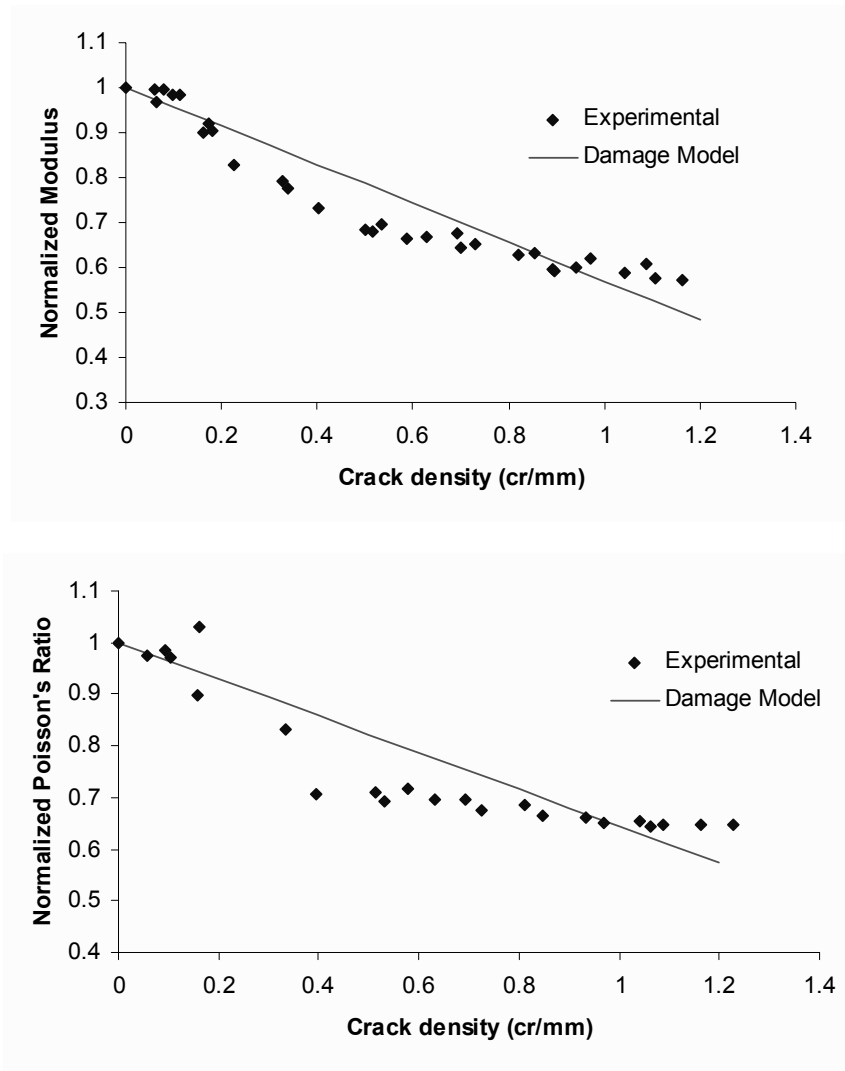 1.1
1
0.9
0.8
0.7
0.6
0.5
0.4
0.3
Normalized Modulus
Experimental
Damage Model
0 0.2 0.4 0.6 0.8 1 1.2 1.4
Crack density (cr/mm)
1.1
1
0.9
0.8
0.7
0.6
0.5
0.4
Normalized Poisson's Ratio
Experimental
Damage Model
0 0.2 0.4 0.6 0.8 1 1.2 1.4
Crack density (cr/mm)